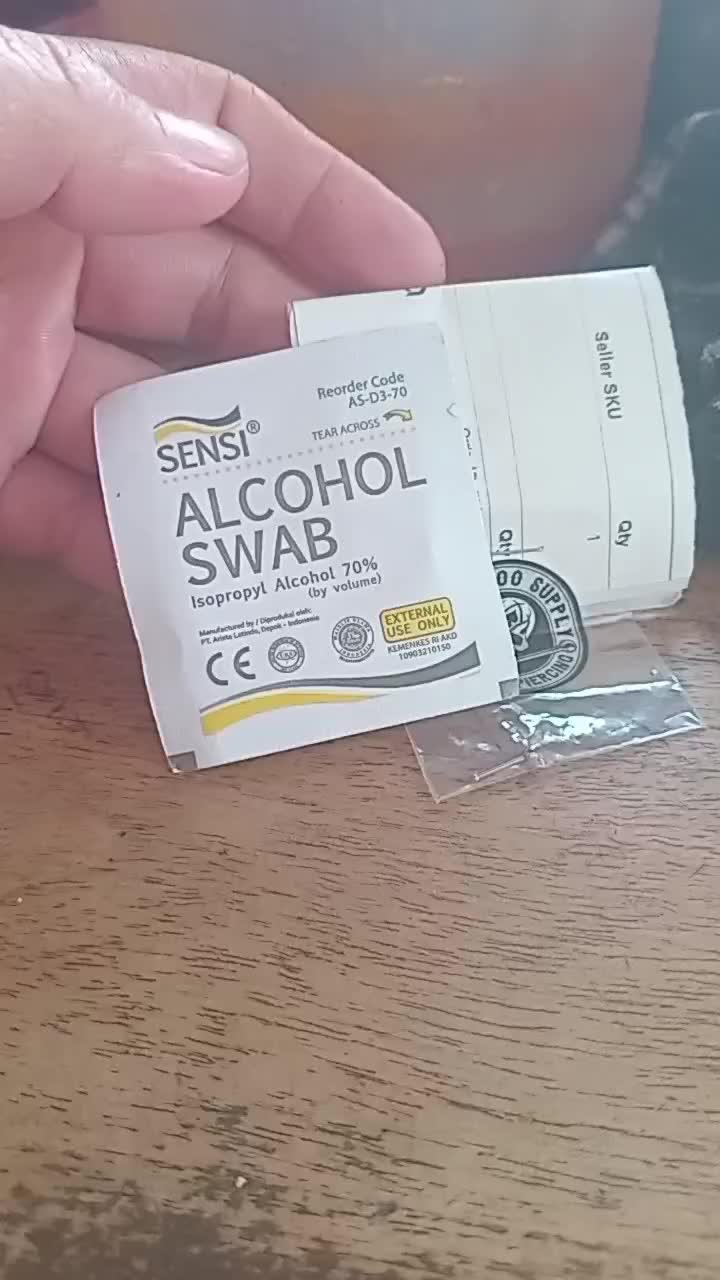 Reorder Code
AS-D3-70
TEAR ACROSS
SENSI®
ALCOHOL
SWAB
Isopropyl Alcohol 70%
(by volume)
Manufactured by / Diproduksi oleh:
PT. Arista Latindo, Depok - Indonesia
EXTERNAL
USE ONLY
KEMENKES RI AKD
10903210150
CE
Seller SKU
Qty
1
OO SUPPLY
PIERCING